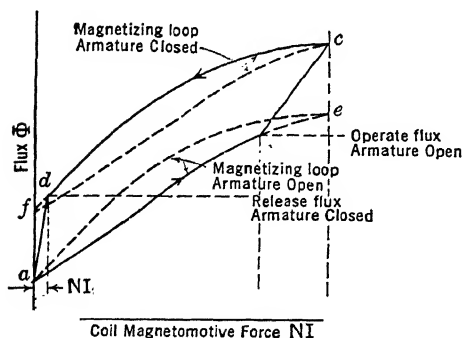 Magnetizing loop
Armature Closed
c
e
Operate flux
Armature Open
Magnetizing loop
Armature Open
Release flux
Armature Closed
Flux Φ
d
f
a
NI
Coil Magnetomotive Force NI